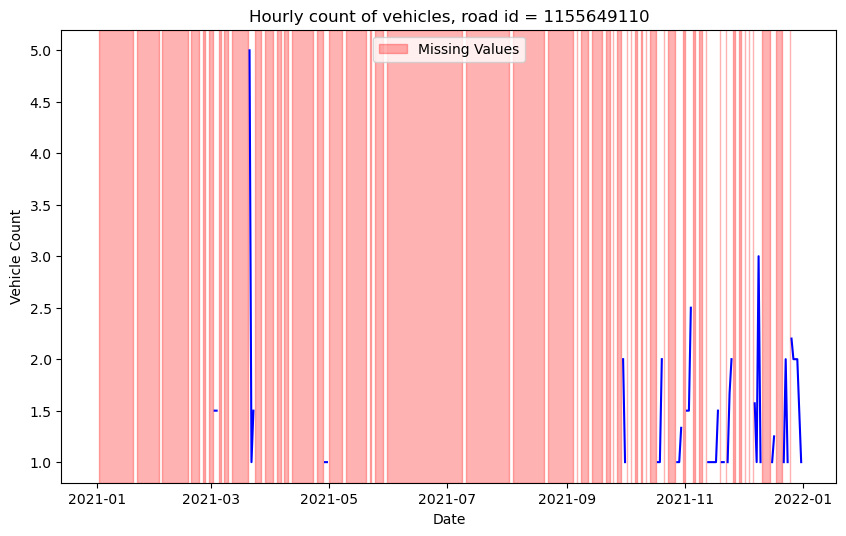 Hourly count of vehicles, road id = 1155649110
Missing Values
5.0
4.5
4.0
3.5
3.0
2.5
2.0
1.5
1.0
Vehicle Count
2021-01 2021-03 2021-05 2021-07 2021-09 2021-11 2022-01
Date